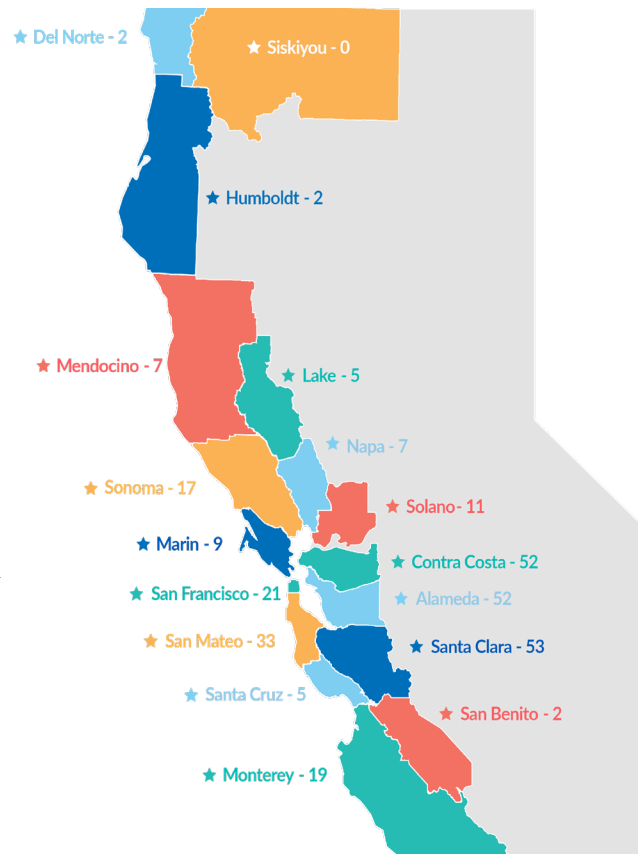 Del Norte - 2
Siskiyou - 0
Humboldt - 2
Mendocino - 7
Lake - 5
Napa - 7
Sonoma - 17
Solano- 11
Marin - 9
Contra Costa - 52
San Francisco - 21
Alameda - 52
San Mateo - 33
Santa Clara - 53
Santa Cruz - 5
San Benito - 2
Monterey - 19